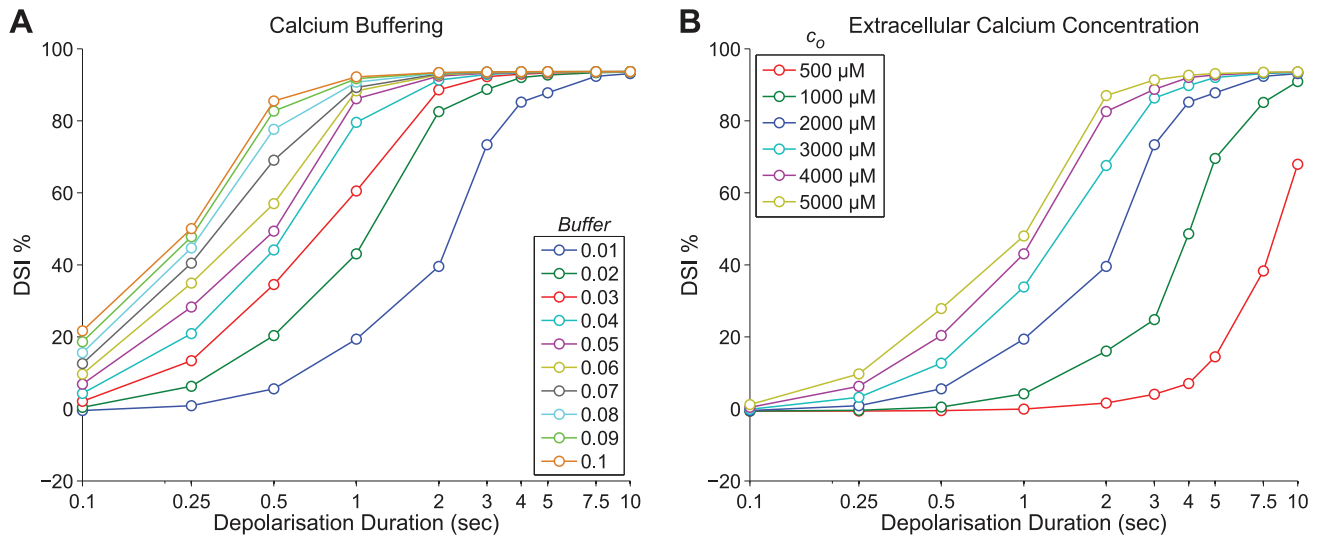 A
Calcium Buffering
100
80
60
40
20
0
−20
DSI %
0.1 0.25 0.5 1 2 3 4 5 7.5 10
Depolarisation Duration (sec)
Buffer
0.01
0.02
0.03
0.04
0.05
0.06
0.07
0.08
0.09
0.1
B
Extracellular Calcium Concentration
100
80
60
40
20
0
−20
DSI %
0.1 0.25 0.5 1 2 3 4 5 7.5 10
Depolarisation Duration (sec)
co
500 µM
1000 µM
2000 µM
3000 µM
4000 µM
5000 µM